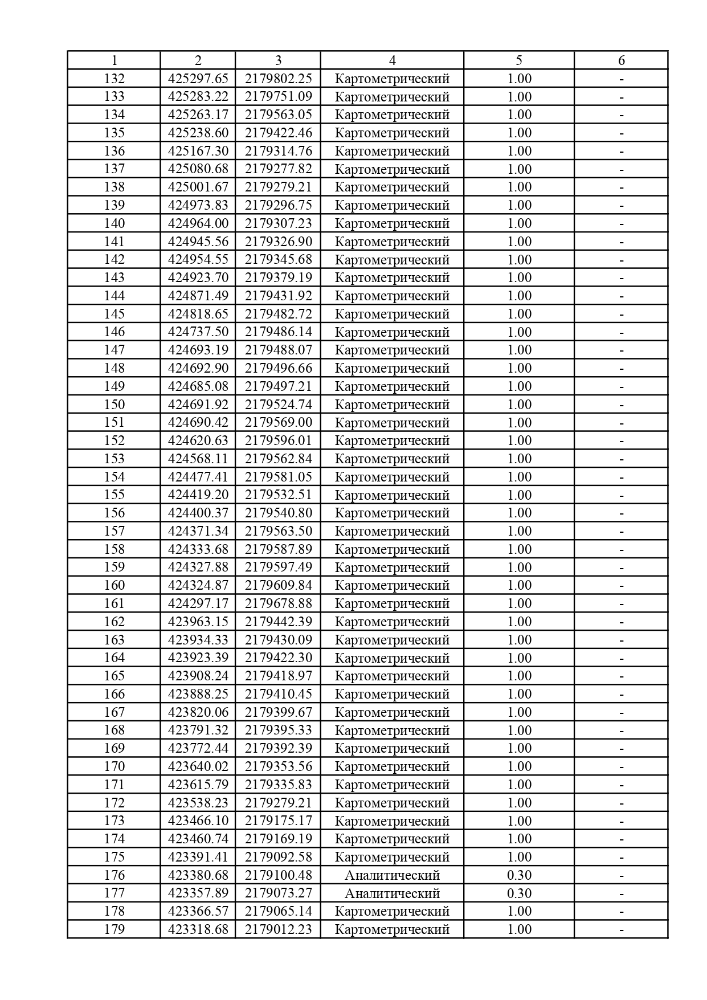 1 2 3 4 5 6
132 425297.65 2179802.25 Картометрический 1.00 -
133 425283.22 2179751.09 Картометрический 1.00 -
134 425263.17 2179563.05 Картометрический 1.00 -
135 425238.60 2179422.46 Картометрический 1.00 -
136 425167.30 2179314.76 Картометрический 1.00 -
137 425080.68 2179277.82 Картометрический 1.00 -
138 425001.67 2179279.21 Картометрический 1.00 -
139 424973.83 2179296.75 Картометрический 1.00 -
140 424964.00 2179307.23 Картометрический 1.00 -
141 424945.56 2179326.90 Картометрический 1.00 -
142 424954.55 2179345.68 Картометрический 1.00 -
143 424923.70 2179379.19 Картометрический 1.00 -
144 424871.49 2179431.92 Картометрический 1.00 -
145 424818.65 2179482.72 Картометрический 1.00 -
146 424737.50 2179486.14 Картометрический 1.00 -
147 424693.19 2179488.07 Картометрический 1.00 -
148 424692.90 2179496.66 Картометрический 1.00 -
149 424685.08 2179497.21 Картометрический 1.00 -
150 424691.92 2179524.74 Картометрический 1.00 -
151 424690.42 2179569.00 Картометрический 1.00 -
152 424620.63 2179596.01 Картометрический 1.00 -
153 424568.11 2179562.84 Картометрический 1.00 -
154 424477.41 2179581.05 Картометрический 1.00 -
155 424419.20 2179532.51 Картометрический 1.00 -
156 424400.37 2179540.80 Картометрический 1.00 -
157 424371.34 2179563.50 Картометрический 1.00 -
158 424333.68 2179587.89 Картометрический 1.00 -
159 424327.88 2179597.49 Картометрический 1.00 -
160 424324.87 2179609.84 Картометрический 1.00 -
161 424297.17 2179678.88 Картометрический 1.00 -
162 423963.15 2179442.39 Картометрический 1.00 -
163 423934.33 2179430.09 Картометрический 1.00 -
164 423923.39 2179422.30 Картометрический 1.00 -
165 423908.24 2179418.97 Картометрический 1.00 -
166 423888.25 2179410.45 Картометрический 1.00 -
167 423820.06 2179399.67 Картометрический 1.00 -
168 423791.32 2179395.33 Картометрический 1.00 -
169 423772.44 2179392.39 Картометрический 1.00 -
170 423640.02 2179353.56 Картометрический 1.00 -
171 423615.79 2179335.83 Картометрический 1.00 -
172 423538.23 2179279.21 Картометрический 1.00 -
173 423466.10 2179175.17 Картометрический 1.00 -
174 423460.74 2179169.19 Картометрический 1.00 -
175 423391.41 2179092.58 Картометрический 1.00 -
176 423380.68 2179100.48 Аналитический 0.30 -
177 423357.89 2179073.27 Аналитический 0.30 -
178 423366.57 2179065.14 Картометрический 1.00 -
179 423318.68 2179012.23 Картометрический 1.00 -